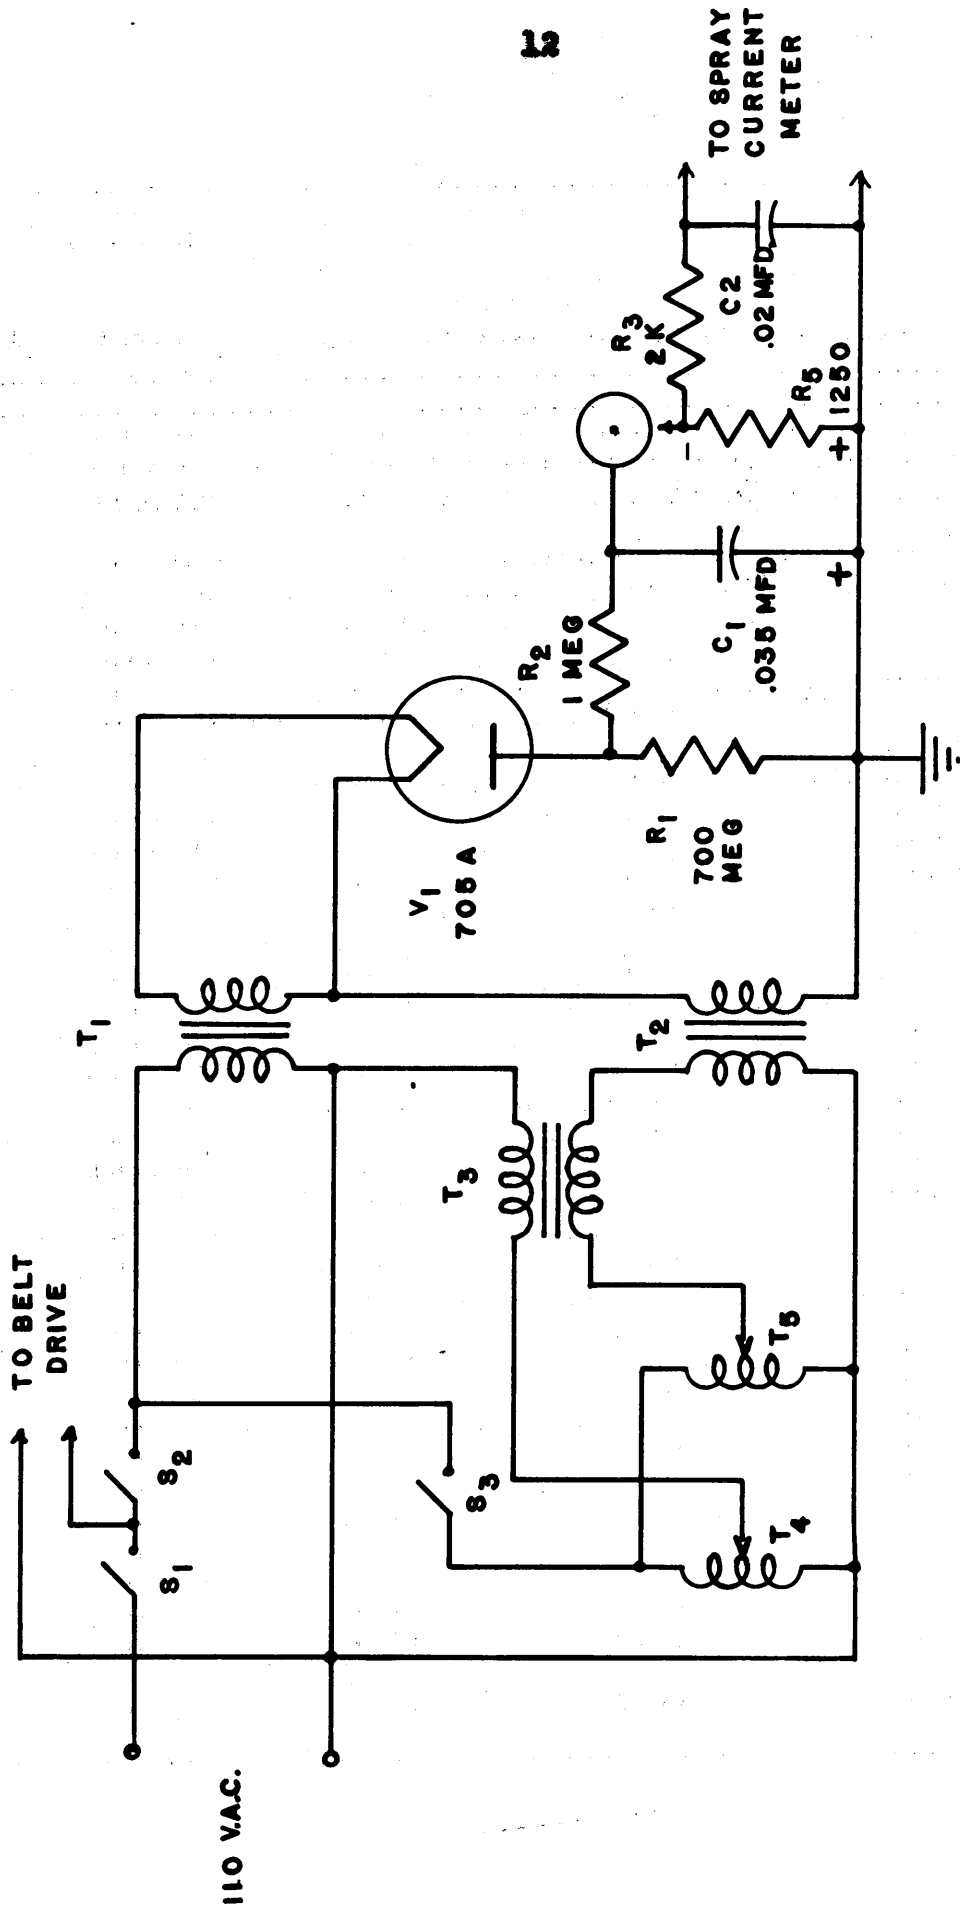 12
TO BELT
DRIVE
110 V.A.C.
S1
S2
S3
T1
T3
T4
T5
T2
V1
705 A
R1
700
MEG
R2
1 MEG
C1
.035 MFD
+
R3
2 K
-
R5
1250
+
C2
.02 MFD
TO SPRAY
CURRENT
METER